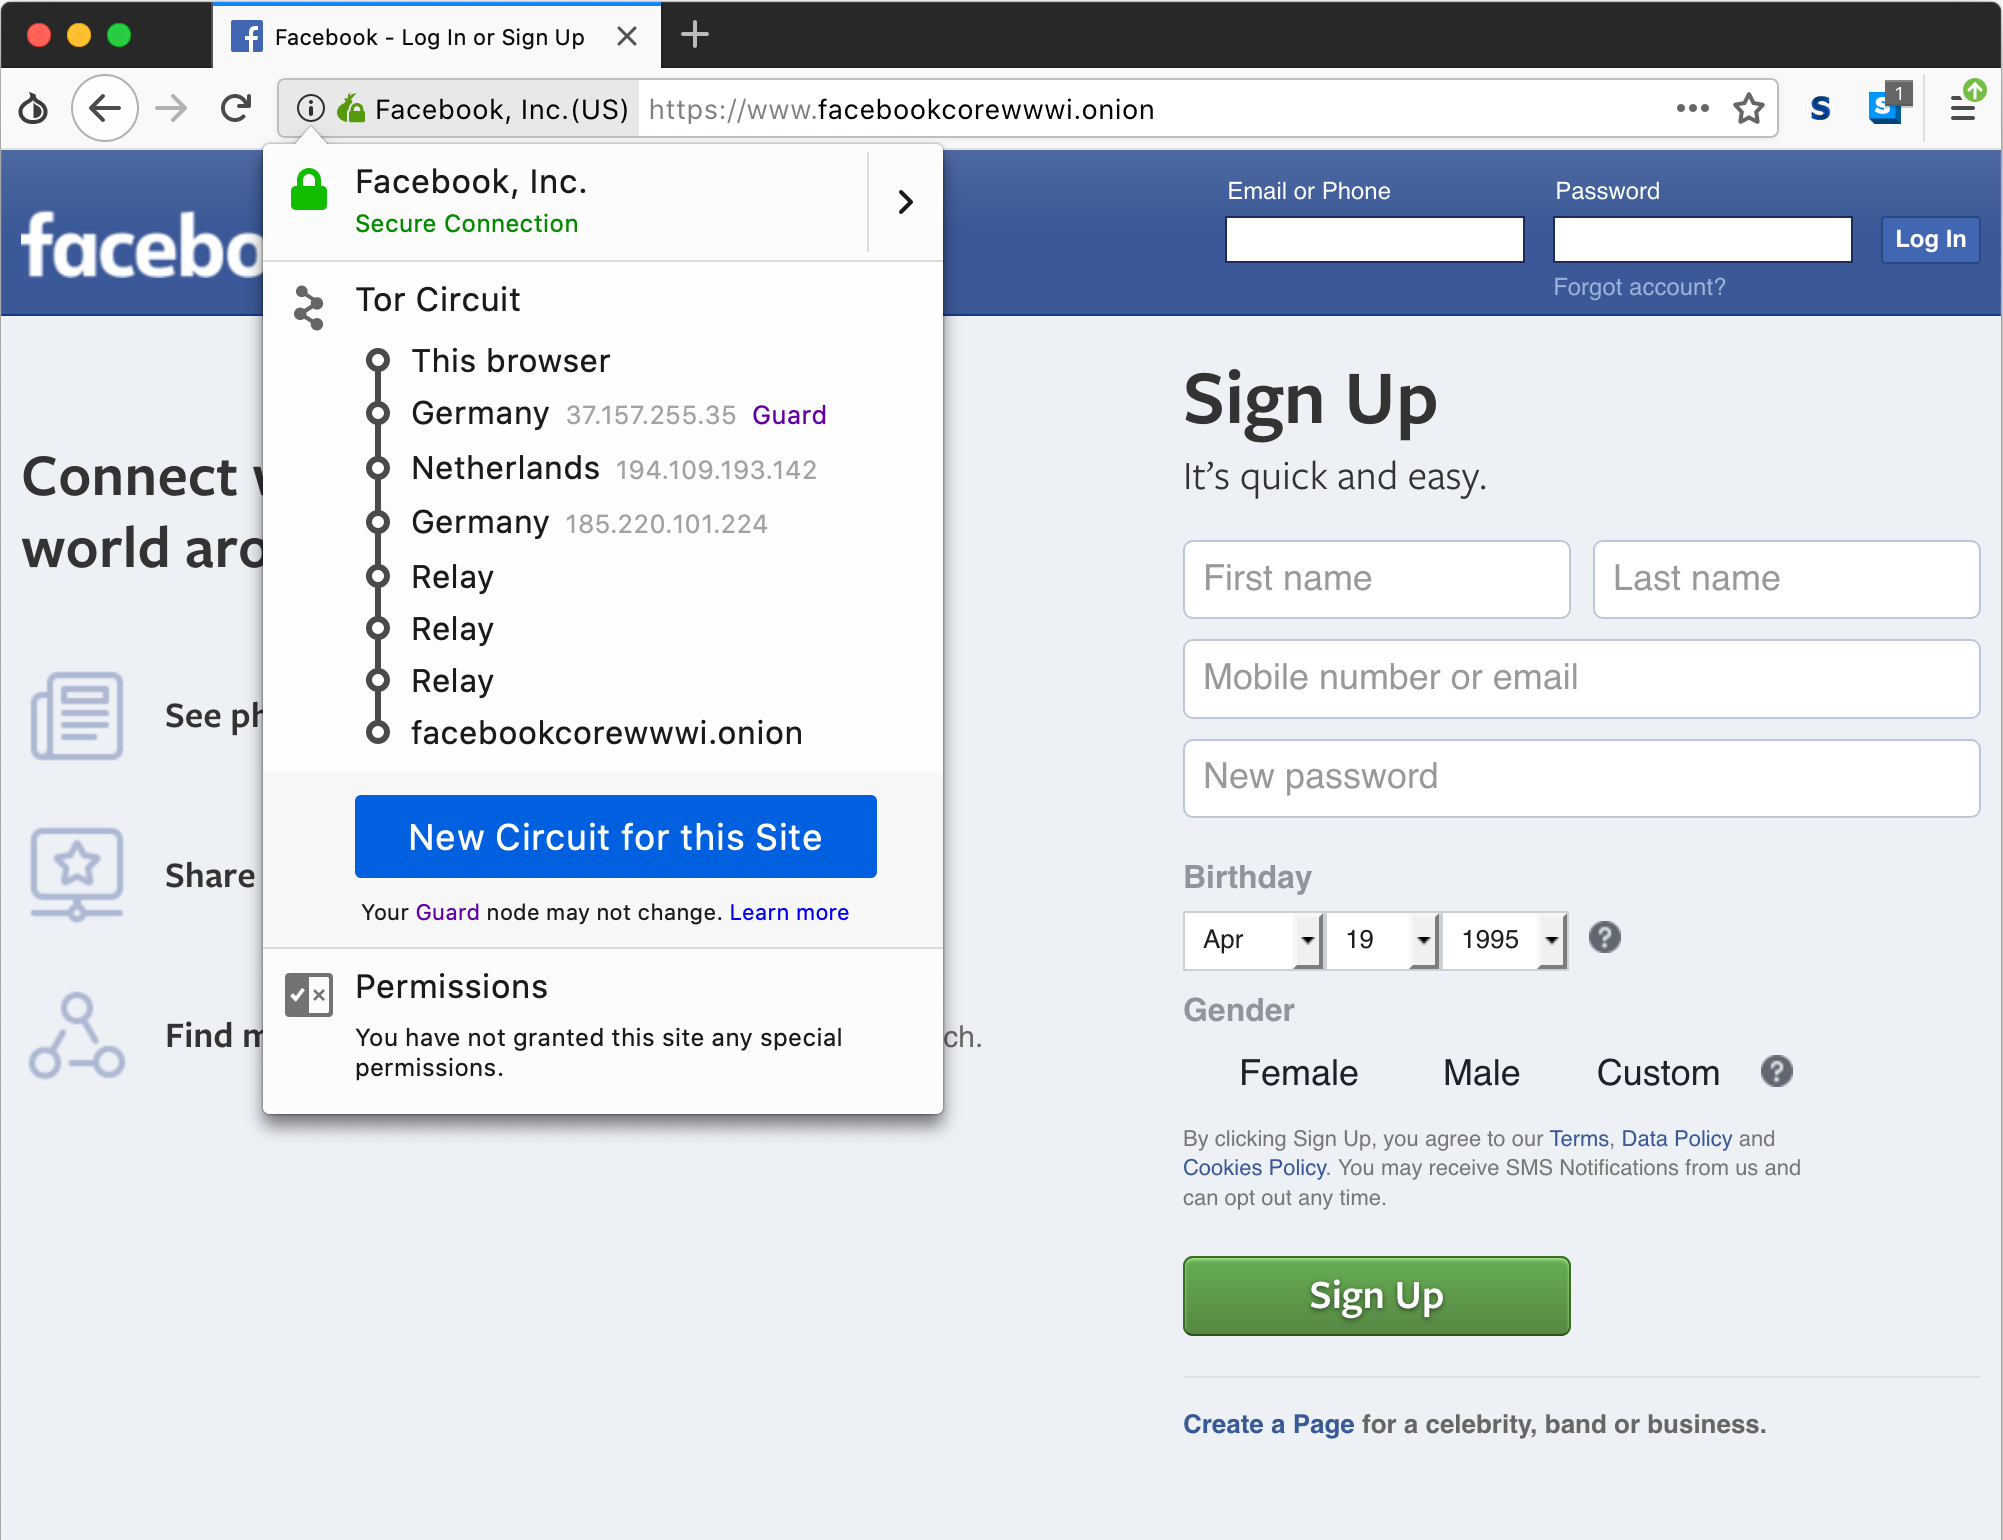 Facebook - Log In or Sign Up
Facebook, Inc.(US) https://www.facebookcorewwwi.onion
S
S 1
Facebook, Inc.
Secure Connection
Tor Circuit
This browser
Germany 37.157.255.35 Guard
Netherlands 194.109.193.142
Germany 185.220.101.224
Relay
Relay
Relay
facebookcorewwwi.onion
New Circuit for this Site
Your Guard node may not change. Learn more
Permissions
You have not granted this site any special
permissions.
facebo
Email or Phone Password
Log In
Forgot account?
Connect
world aro
See ph
Share
Find m
ch.
Sign Up
It's quick and easy.
First name Last name
Mobile number or email
New password
Birthday
Apr 19 1995 ?
Gender
Female Male Custom ?
By clicking Sign Up, you agree to our Terms, Data Policy and
Cookies Policy. You may receive SMS Notifications from us and
can opt out any time.
Sign Up
Create a Page for a celebrity, band or business.